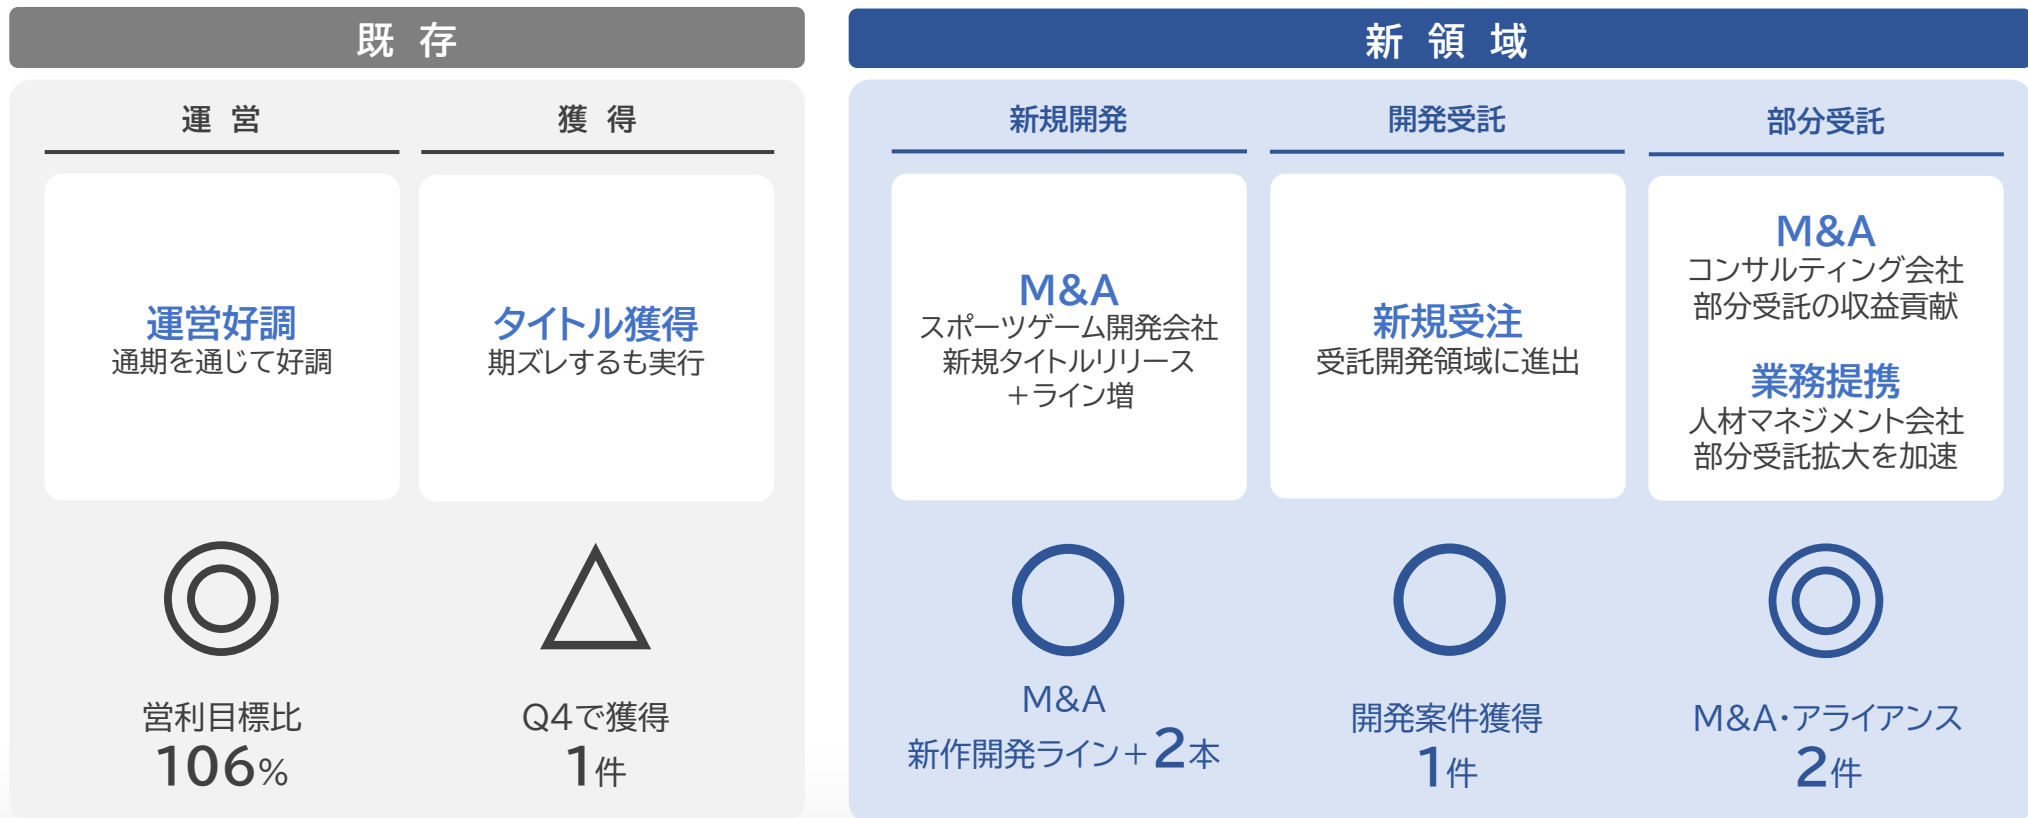 既存
運営
運営好調
通期を通じて好調
営利目標比
106%
獲得
タイトル獲得
期ズレするも実行
Q4で獲得
1件
新領域
新規開発
M&A
スポーツゲーム開発会社
新規タイトルリリース
＋ライン増
M&A
新作開発ライン＋2本
開発受託
新規受注
受託開発領域に進出
開発案件獲得
1件
部分受託
M&A
コンサルティング会社
部分受託の収益貢献
業務提携
人材マネジメント会社
部分受託拡大を加速
M&A・アライアンス
2件